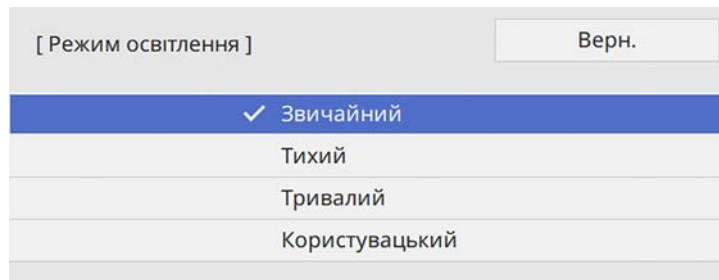 [ Режим освітлення ]
Верн.
Звичайний
Тихий
Тривалий
Користувацький